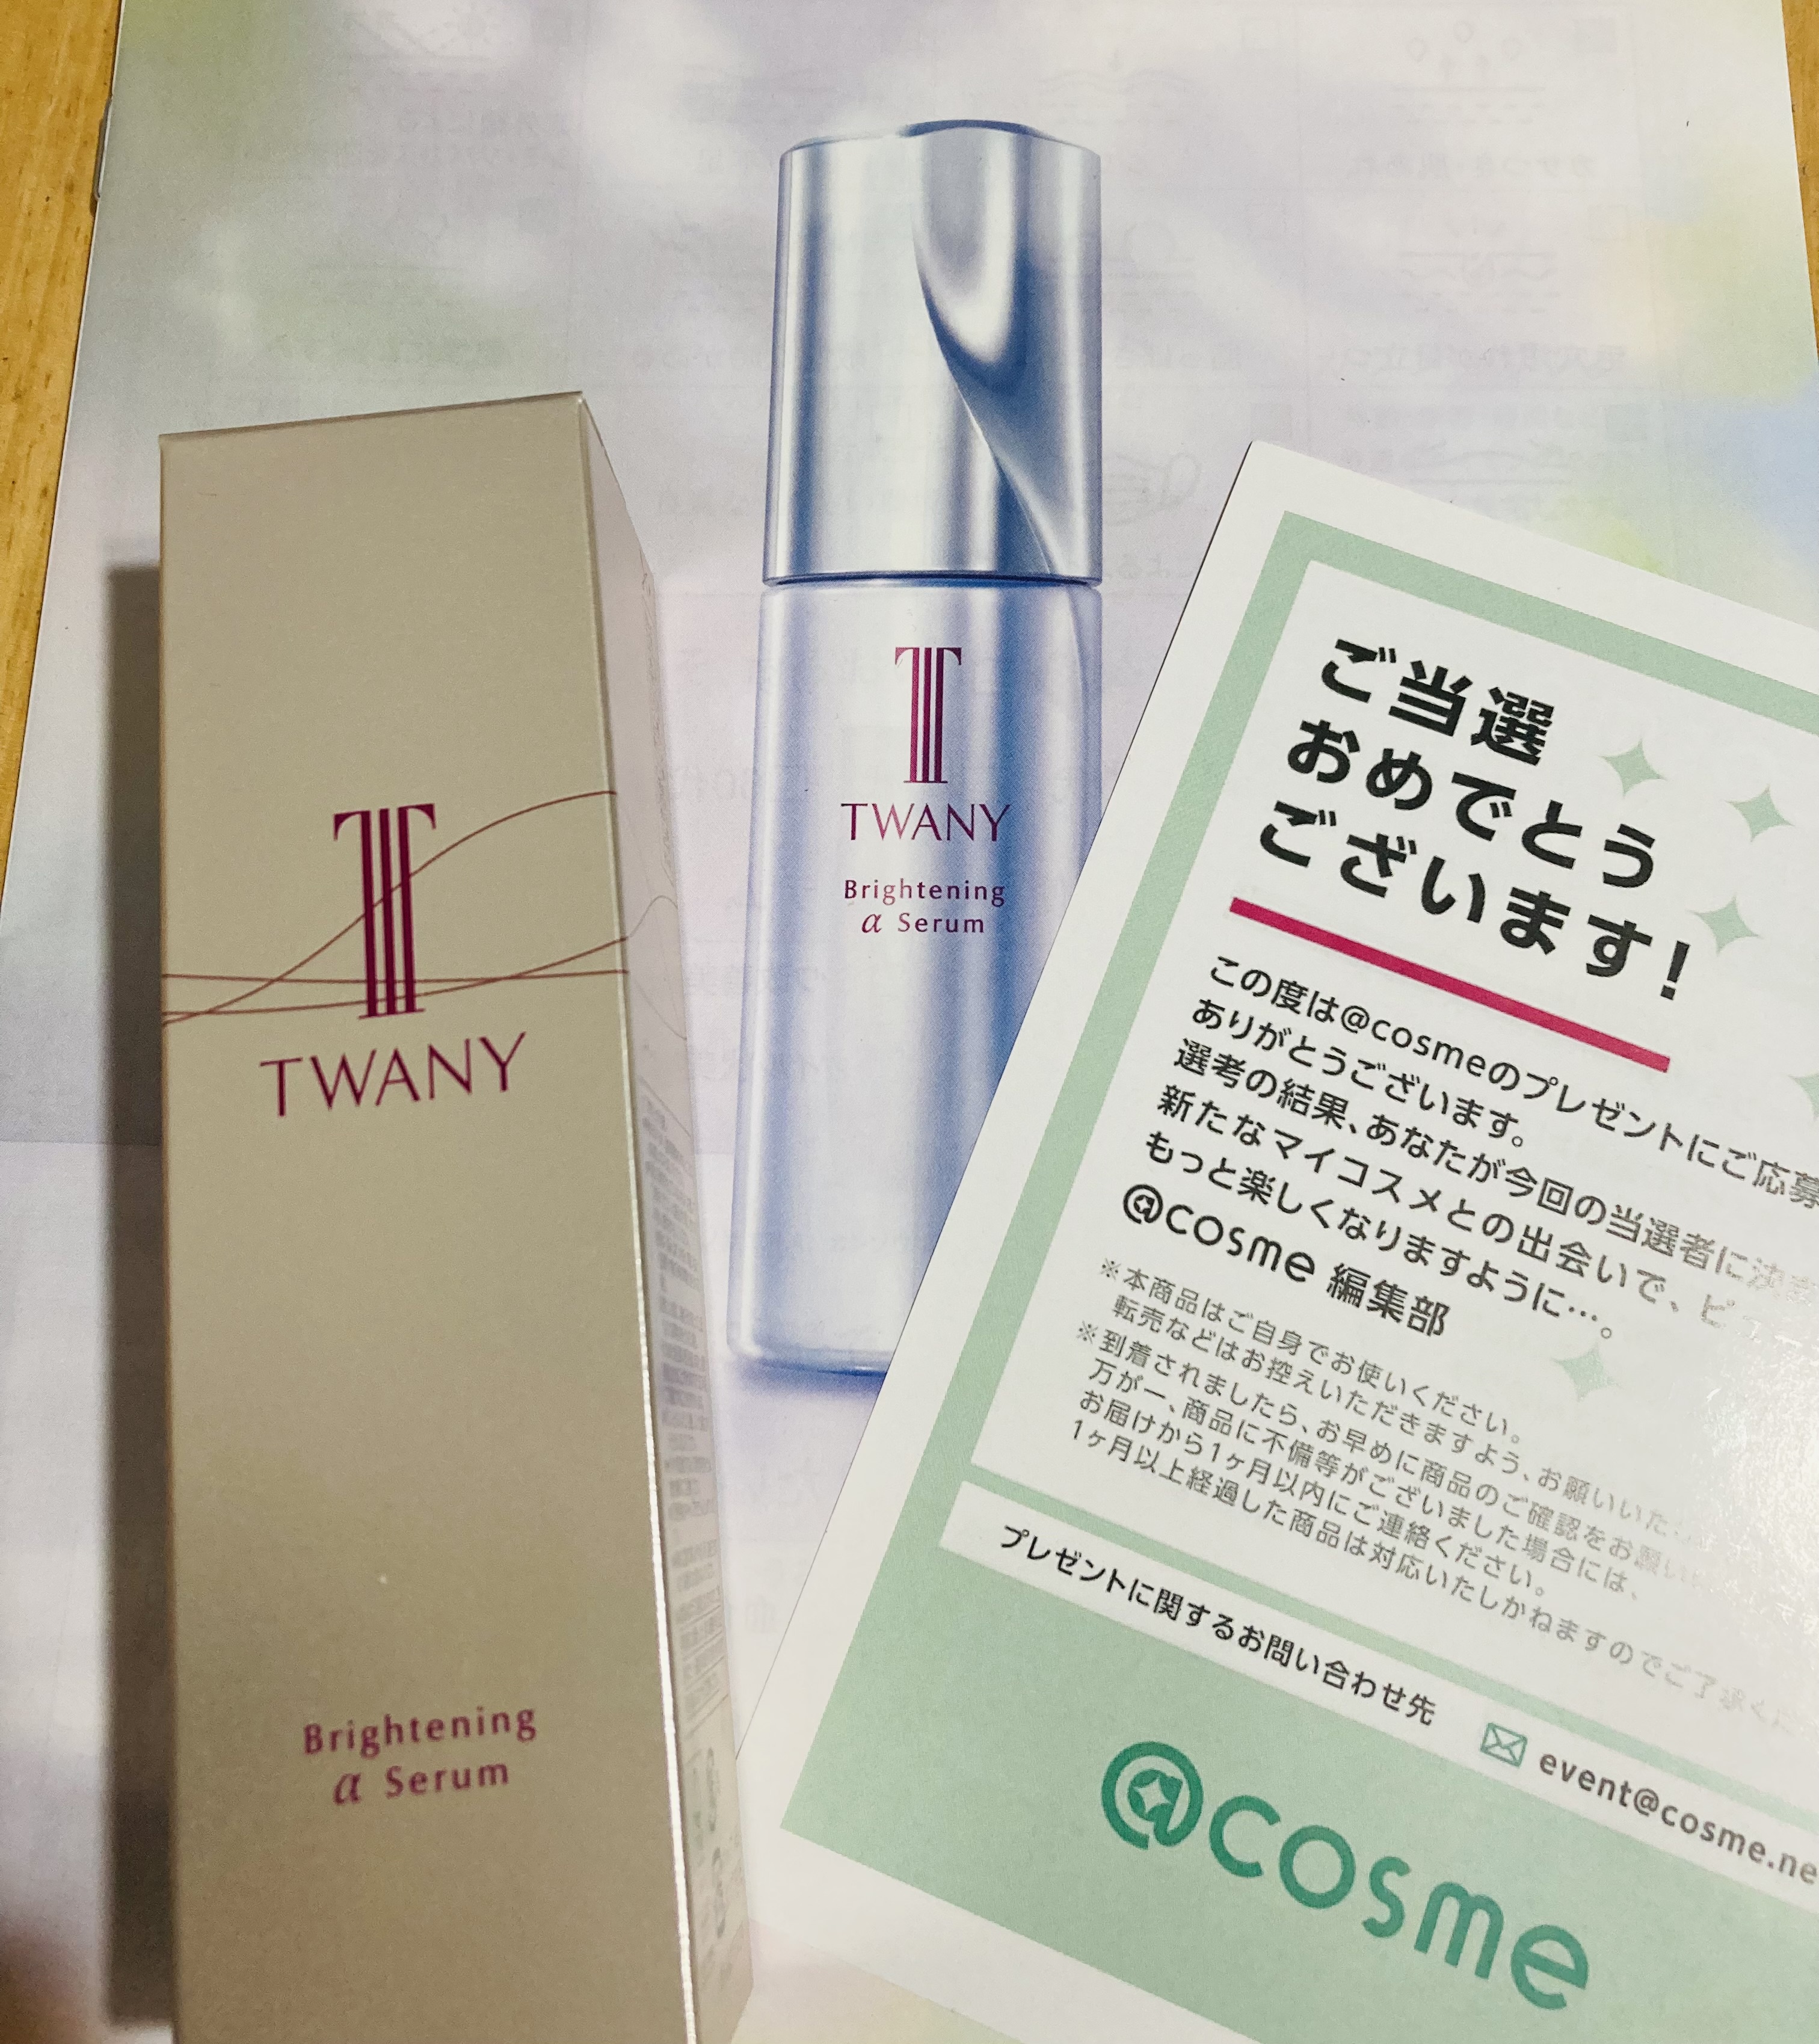 TWANY
Brightening
α Serum
TWANY
Brightening
α Serum
ご当選
おめでとう
ございます!
この度は@cosmeのプレゼントにご応募
ありがとうございます。
選考の結果、あなたが今回の当選者に決
新たなマイコスメとの出会いで、ビ
もっと楽しくなりますように…。
@cosme 編集部
※本商品はご自身でお使いください。
転売などはお控えいただきますよう、お願いいた
※到着されましたら、お早めに商品のご確認をお願い
万が一、商品に不備等がございました場合には、
お届けから1ヶ月以内にご連絡ください。
1ヶ月以上経過した商品は対応いたしかねますのでご了承く
プレゼントに関するお問い合わせ先
event@cosme.ne
@cosme